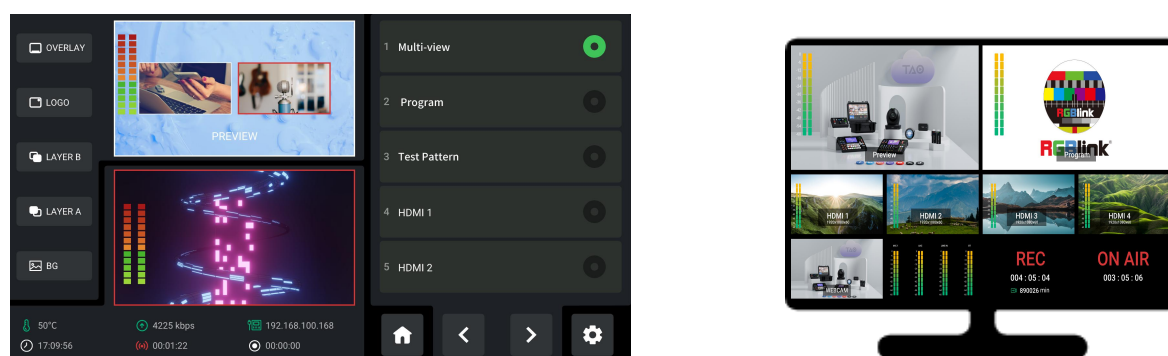 OVERLAY
LOGO
LAYER B
LAYER A
BG
PREVIEW
50°C
4225 kbps
192.168.100.168
17:09:56
00:01:22
00:00:00
1 Multi-view
2 Program
3 Test Pattern
4 HDMI 1
5 HDMI 2
TAO
Preview
RGBlink
RGBlink
Program
HDMI 1
HDMI 2
HDMI 3
HDMI 4
WEBCAM
REC
004 : 05 : 04
890026 min
ON AIR
003 : 05 : 06